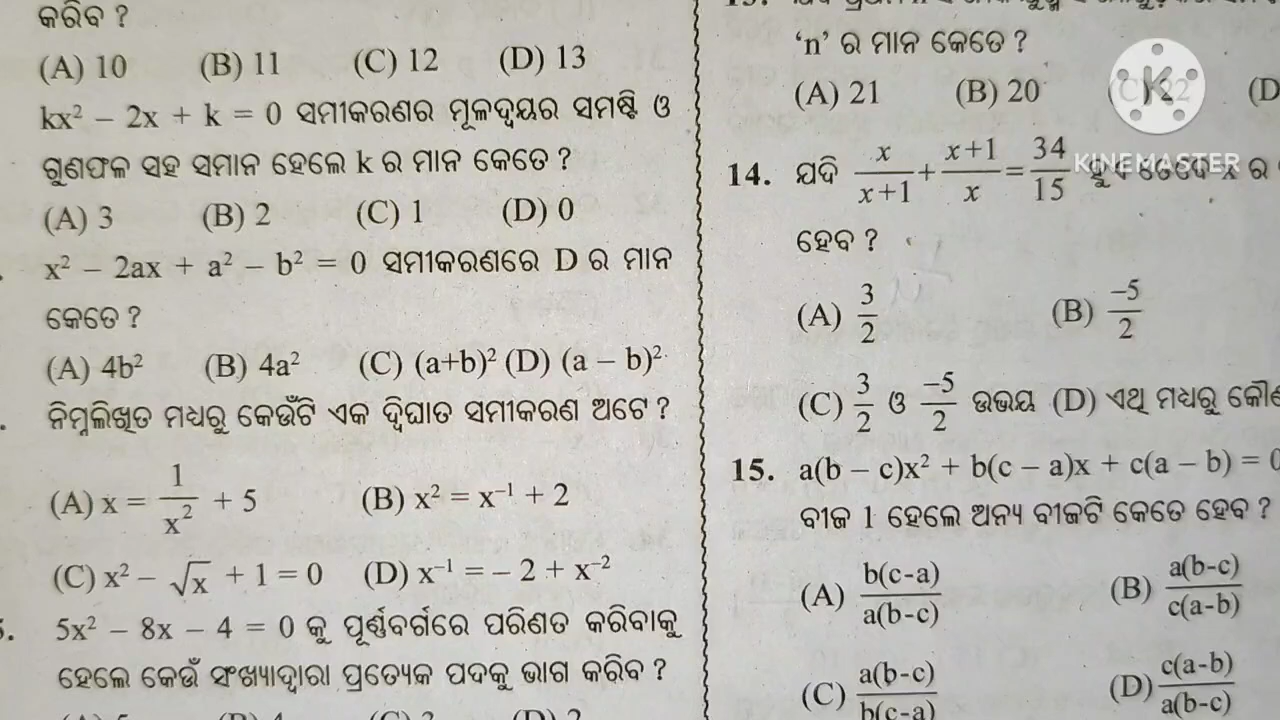 କରିବ ?
(A) 10 (B) 11 (C) 12 (D) 13
kx² – 2x + k = 0 ସମୀକରଣର ମୂଳଦ୍ୱୟର ସମଷ୍ଟି ଓ
ଗୁଣଫଳ ସହ ସମାନ ହେଲେ k ର ମାନ କେତେ ?
(A) 3 (B) 2 (C) 1 (D) 0
x² – 2ax + a² – b² = 0 ସମୀକରଣରେ D ର ମାନ
କେତେ ?
(A) 4b² (B) 4a² (C) (a+b)² (D) (a – b)²
ନିମ୍ନଲିଖିତ ମଧ୍ୟରୁ କେଉଁଟି ଏକ ଦ୍ୱିଘାତ ସମୀକରଣ ଅଟେ ?
(A) x = 1/x² + 5 (B) x² = x⁻¹ + 2
(C) x² – √x + 1 = 0 (D) x⁻¹ = – 2 + x⁻²
5x² – 8x – 4 = 0 କୁ ପୂର୍ଣ୍ଣବର୍ଗରେ ପରିଣତ କରିବାକୁ
ହେଲେ କେଉଁ ସଂଖ୍ୟାଦ୍ୱାରା ପ୍ରତ୍ୟେକ ପଦକୁ ଭାଗ କରିବ ?
‘n’ ର ମାନ କେତେ ?
(A) 21 (B) 20 (C) 22 (D
KINEMASTER
14. ଯଦି x/x+1 + x+1/x = 34/15 x ର
ହେବ ?
(A) 3/2 (B) –5/2
(C) 3/2 ଓ –5/2 ଉଭୟ (D) ଏଥି ମଧ୍ୟରୁ
15. a(b – c)x² + b(c – a)x + c(a – b) = 0
ବୀଜ 1 ହେଲେ ଅନ୍ୟ ବୀଜଟି କେତେ ହେବ ?
(A) b(c-a)/a(b-c) (B) a(b-c)/c(a-b)
(C) a(b-c)/b(c-a) (D) c(a-b)/a(b-c)